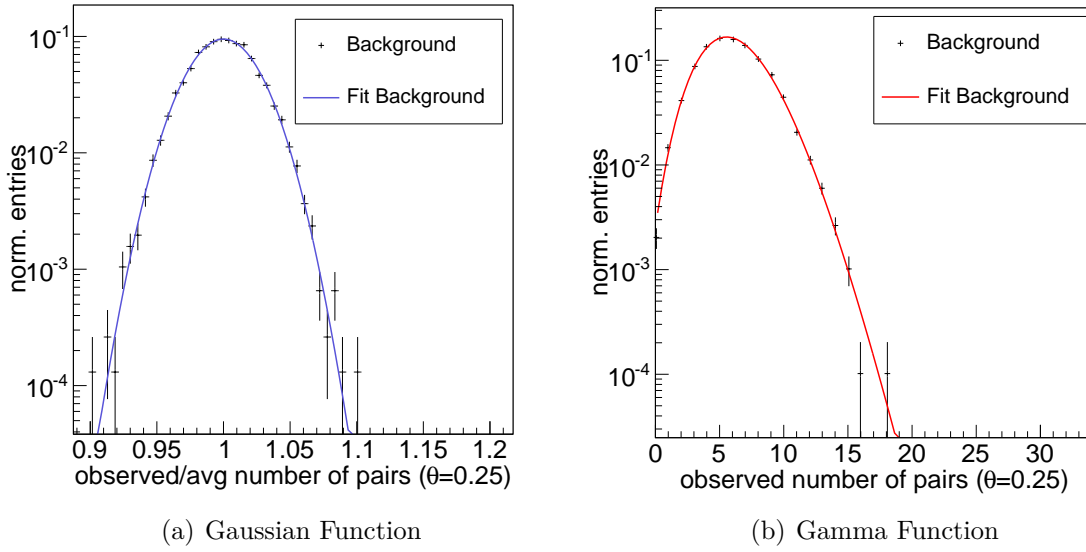 norm. entries
10⁻¹
10⁻²
10⁻³
10⁻⁴
Background
Fit Background
0.9 0.95 1 1.05 1.1 1.15 1.2
observed/avg number of pairs (θ=0.25)
(a) Gaussian Function
norm. entries
10⁻¹
10⁻²
10⁻³
10⁻⁴
Background
Fit Background
0 5 10 15 20 25 30
observed number of pairs (θ=0.25)
(b) Gamma Function